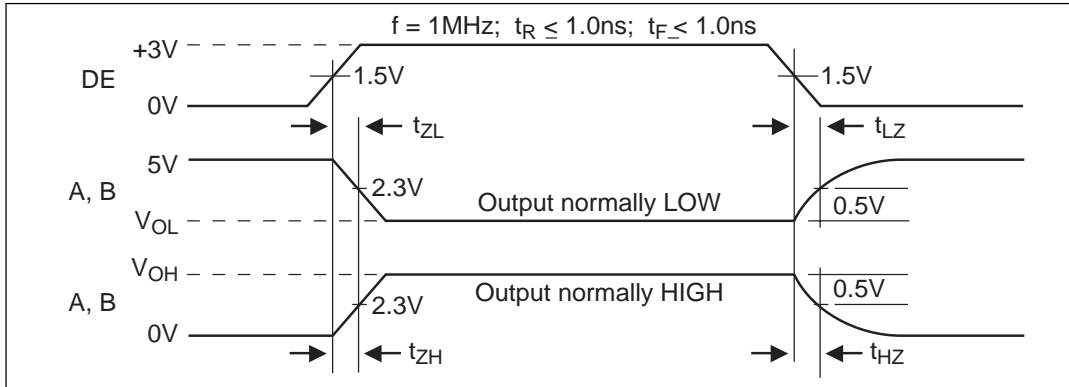 f = 1MHz; tR ≤ 1.0ns; tF ≤ 1.0ns
+3V
DE
1.5V
1.5V
0V
tZL
tLZ
5V
A, B
2.3V
Output normally LOW
0.5V
VOL
VOH
A, B
2.3V
Output normally HIGH
0.5V
0V
tZH
tHZ